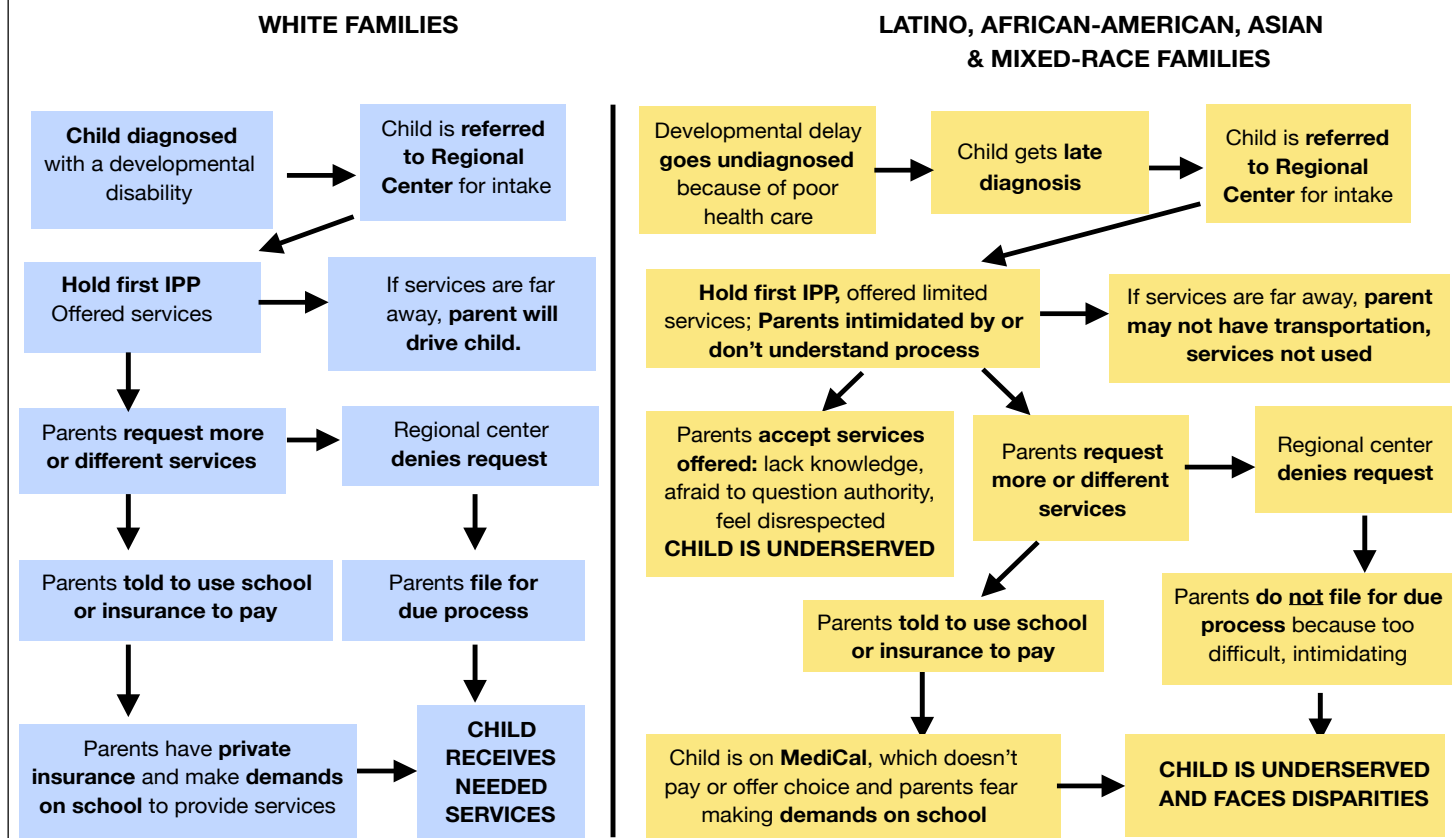 WHITE FAMILIES
Child diagnosed
with a developmental
disability
Child is referred
to Regional
Center for intake
Hold first IPP
Offered services
If services are far
away, parent will
drive child.
Parents request more
or different services
Regional center
denies request
Parents told to use school
or insurance to pay
Parents file for
due process
Parents have private
insurance and make demands
on school to provide services
CHILD
RECEIVES
NEEDED
SERVICES
LATINO, AFRICAN-AMERICAN, ASIAN
& MIXED-RACE FAMILIES
Developmental delay
goes undiagnosed
because of poor
health care
Child gets late
diagnosis
Child is referred
to Regional
Center for intake
Hold first IPP, offered limited
services; Parents intimidated by or
don’t understand process
If services are far away, parent
may not have transportation,
services not used
Parents accept services
offered: lack knowledge,
afraid to question authority,
feel disrespected
CHILD IS UNDERSERVED
Parents request
more or different
services
Regional center
denies request
Parents told to use school
or insurance to pay
Parents do not file for due
process because too
difficult, intimidating
Child is on MediCal, which doesn’t
pay or offer choice and parents fear
making demands on school
CHILD IS UNDERSERVED
AND FACES DISPARITIES